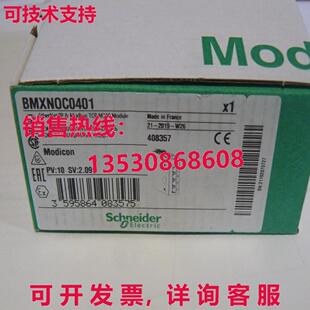 可技术支持
Mod
BMXNOC0401
x1
Made in France
21-2019-W26
销售热线:
408357
Modicon
13530868608
EAC
PV:10 SV:2.09
3 595864 083575
Schneider
Electric
可开发票,详询客服